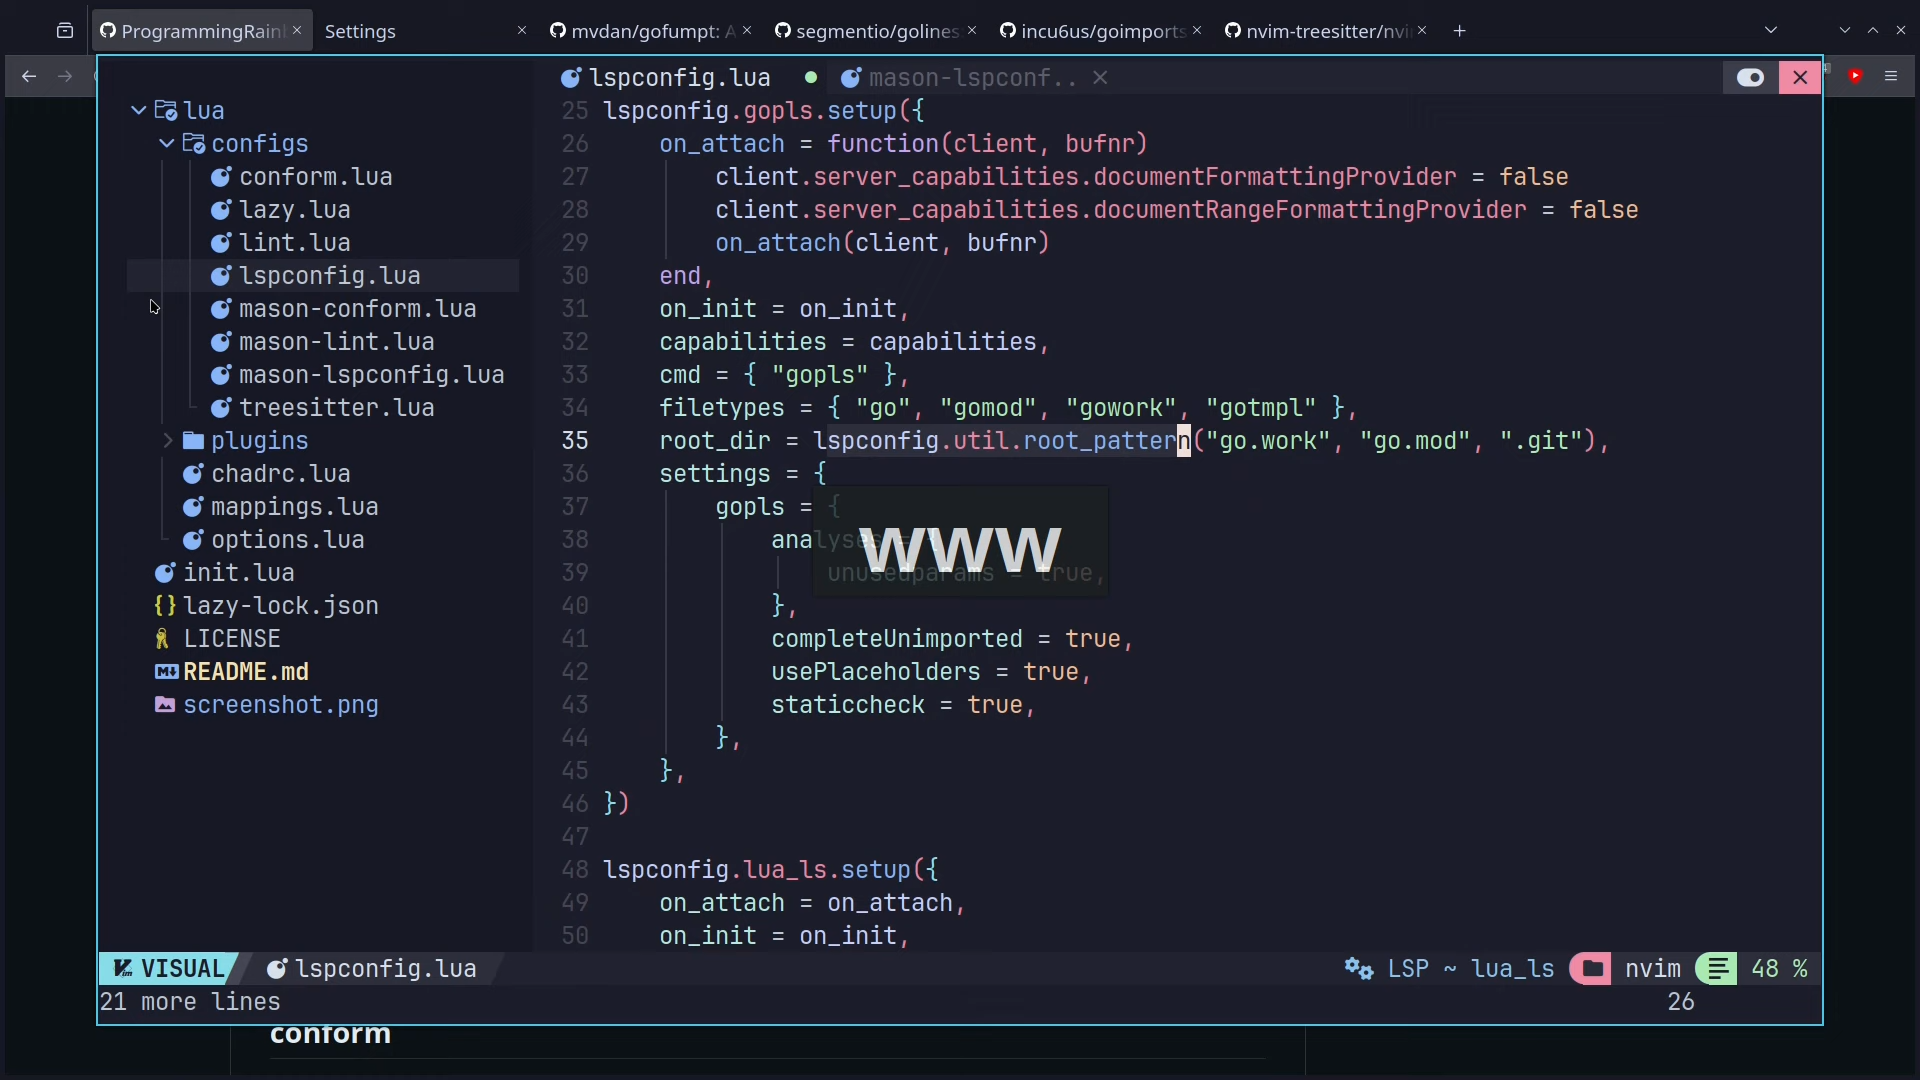 ProgrammingRain
Settings
mvdan/gofumpt: A
segmentio/golines
incu6us/goimports
nvim-treesitter/nvi
lspconfig.lua
mason-lspconf..
lua
configs
conform.lua
lazy.lua
lint.lua
lspconfig.lua
mason-conform.lua
mason-lint.lua
mason-lspconfig.lua
treesitter.lua
plugins
chadrc.lua
mappings.lua
options.lua
init.lua
lazy-lock.json
LICENSE
README.md
screenshot.png
25 lspconfig.gopls.setup({
26 on_attach = function(client, bufnr)
27 client.server_capabilities.documentFormattingProvider = false
28 client.server_capabilities.documentRangeFormattingProvider = false
29 on_attach(client, bufnr)
30 end,
31 on_init = on_init,
32 capabilities = capabilities,
33 cmd = { "gopls" },
34 filetypes = { "go", "gomod", "gowork", "gotmpl" },
35 root_dir = lspconfig.util.root_pattern("go.work", "go.mod", ".git"),
36 settings = {
37 gopls = {
38 analyses = {
39 unusedparams = true,
40 },
41 completeUnimported = true,
42 usePlaceholders = true,
43 staticcheck = true,
44 },
45 },
46 })
47
48 lspconfig.lua_ls.setup({
49 on_attach = on_attach,
50 on_init = on_init,
www
VISUAL
lspconfig.lua
LSP ~ lua_ls
nvim
48 %
21 more lines
26
conform